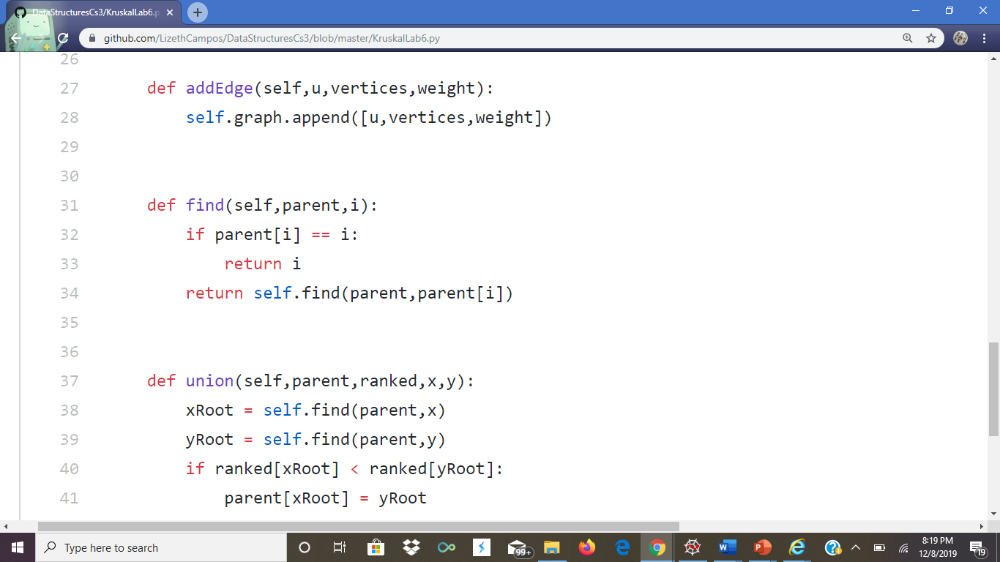 DataStructuresCs3/KruskalLab6.p
github.com/LizethCampos/DataStructuresCs3/blob/master/KruskalLab6.py
26
27 def addEdge(self,u,vertices,weight):
28 self.graph.append([u,vertices,weight])
29
30
31 def find(self,parent,i):
32 if parent[i] == i:
33 return i
34 return self.find(parent,parent[i])
35
36
37 def union(self,parent,ranked,x,y):
38 xRoot = self.find(parent,x)
39 yRoot = self.find(parent,y)
40 if ranked[xRoot] < ranked[yRoot]:
41 parent[xRoot] = yRoot
Type here to search
99+
8:19 PM
12/8/2019
19